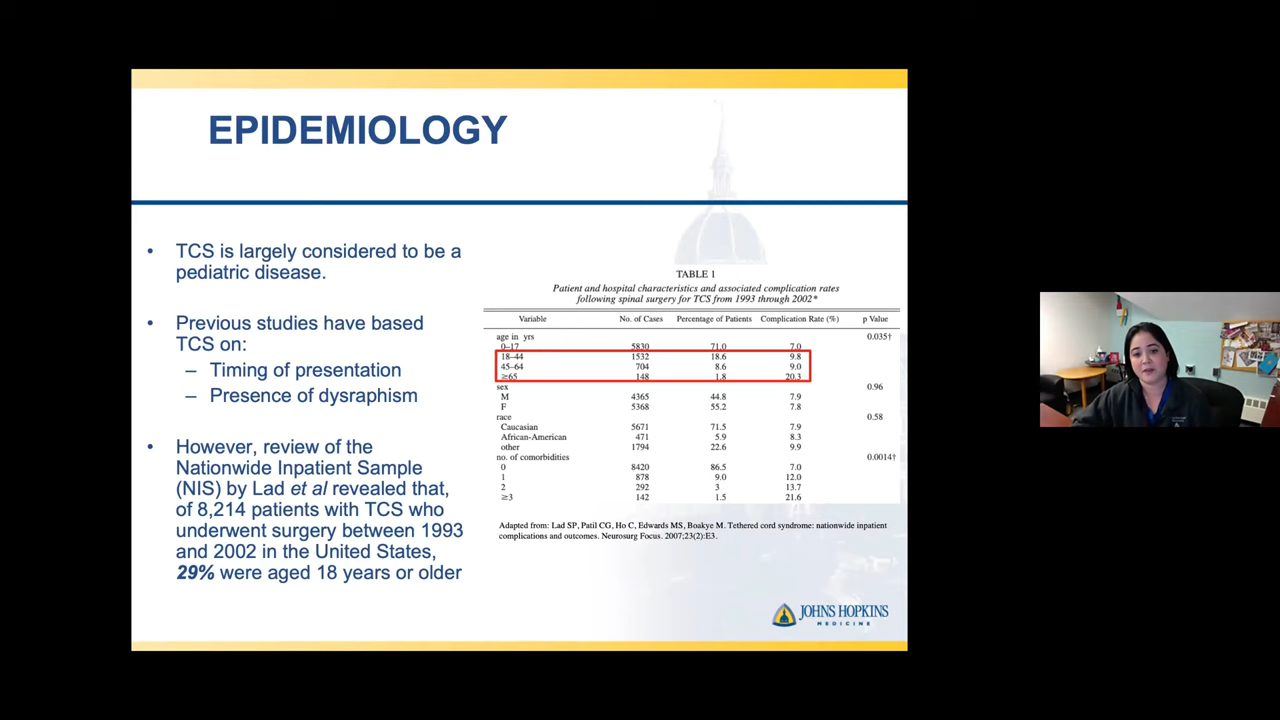 EPIDEMIOLOGY
• TCS is largely considered to be a
pediatric disease.
• Previous studies have based
TCS on:
– Timing of presentation
– Presence of dysraphism
• However, review of the
Nationwide Inpatient Sample
(NIS) by Lad et al revealed that,
of 8,214 patients with TCS who
underwent surgery between 1993
and 2002 in the United States,
29% were aged 18 years or older
TABLE 1
Patient and hospital characteristics and associated complication rates
following spinal surgery for TCS from 1993 through 2002*
Variable No. of Cases Percentage of Patients Complication Rate (%) p Value
age in yrs 0.035†
0–17 5830 71.0 7.0
18–44 1532 18.6 9.8
45–64 704 8.6 9.0
≥65 148 1.8 20.3
sex 0.96
M 4365 44.8 7.9
F 5368 55.2 7.8
race 0.58
Caucasian 5671 71.5 7.9
African-American 471 5.9 8.3
other 1794 22.6 9.9
no. of comorbidities 0.0014†
0 8420 86.5 7.0
1 878 9.0 12.0
2 292 3 13.7
≥3 142 1.5 21.6
Adapted from: Lad SP, Patil CG, Ho C, Edwards MS, Boakye M. Tethered cord syndrome: nationwide inpatient
complications and outcomes. Neurosurg Focus. 2007;23(2):E3.
JOHNS HOPKINS
MEDICINE